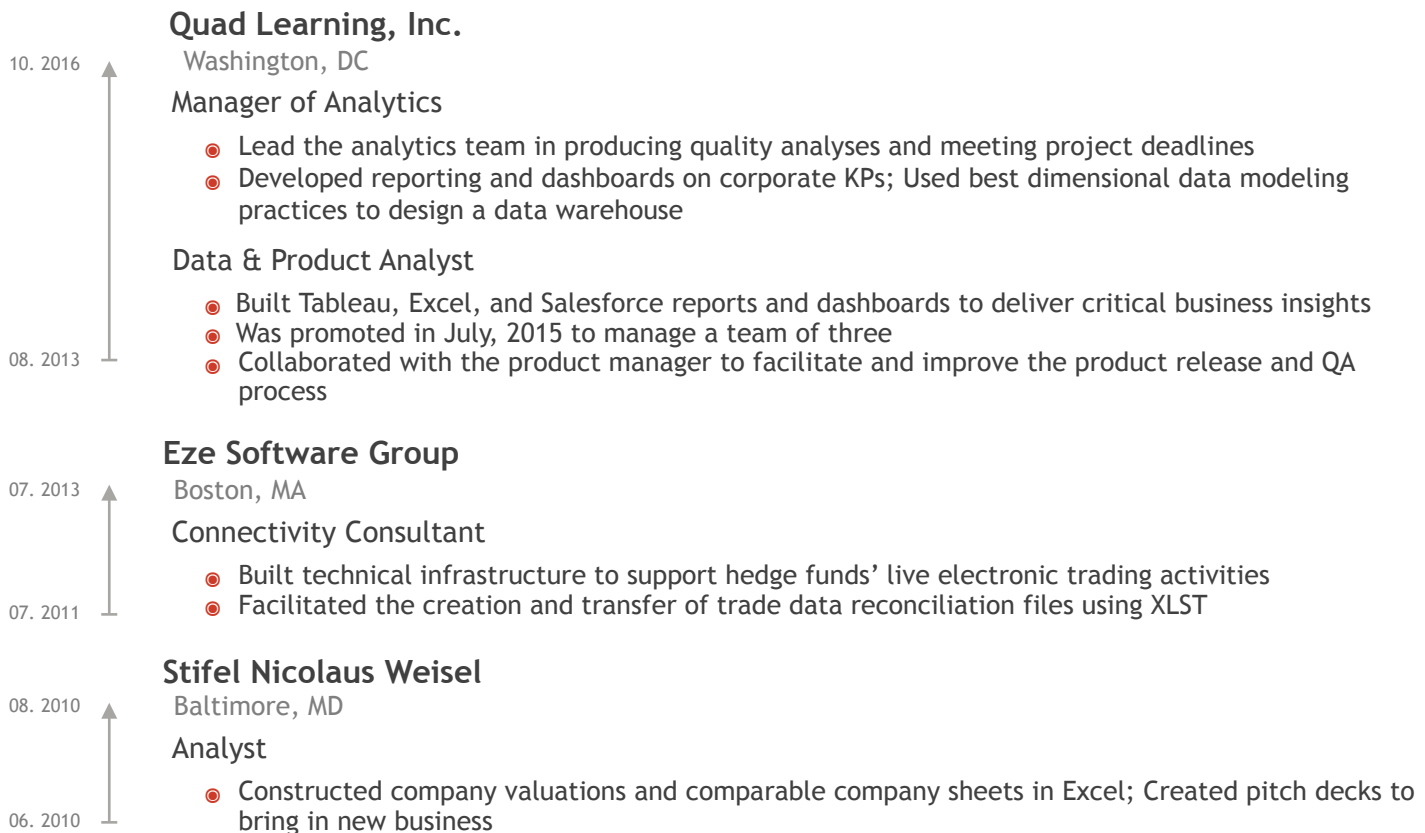 Quad Learning, Inc.
10. 2016
Washington, DC
Manager of Analytics
Lead the analytics team in producing quality analyses and meeting project deadlines
Developed reporting and dashboards on corporate KPs; Used best dimensional data modeling
practices to design a data warehouse
Data & Product Analyst
Built Tableau, Excel, and Salesforce reports and dashboards to deliver critical business insights
Was promoted in July, 2015 to manage a team of three
08. 2013
Collaborated with the product manager to facilitate and improve the product release and QA
process
Eze Software Group
07. 2013
Boston, MA
Connectivity Consultant
Built technical infrastructure to support hedge funds’ live electronic trading activities
07. 2011
Facilitated the creation and transfer of trade data reconciliation files using XLST
Stifel Nicolaus Weisel
08. 2010
Baltimore, MD
Analyst
Constructed company valuations and comparable company sheets in Excel; Created pitch decks to
06. 2010
bring in new business